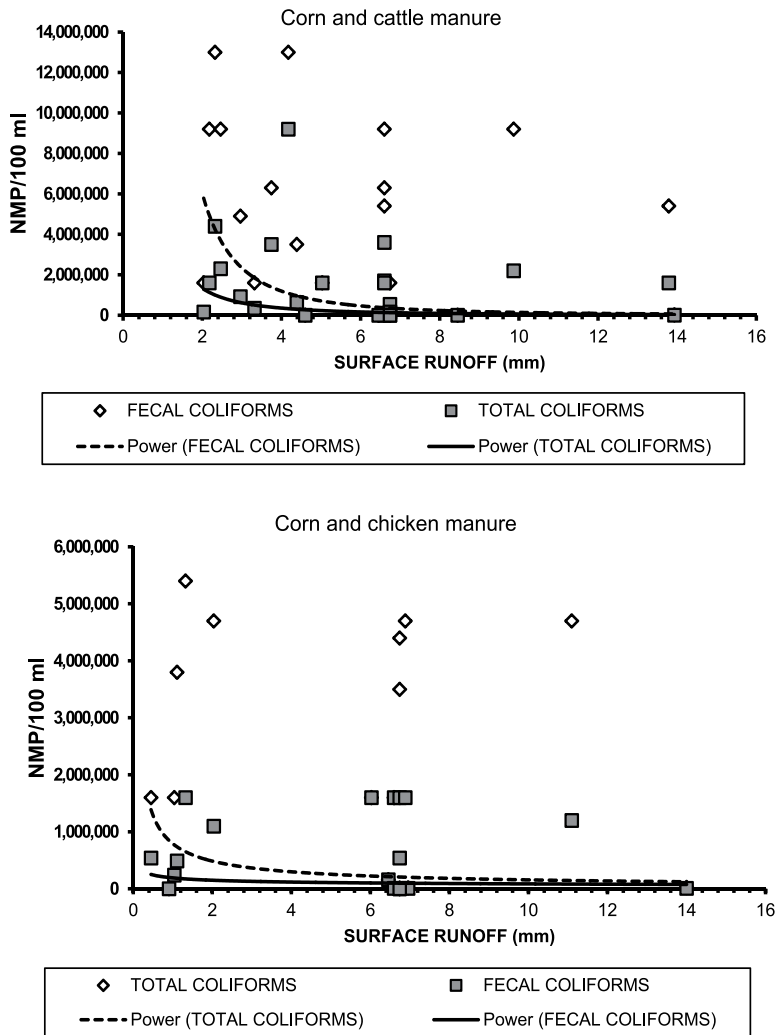 Corn and cattle manure
14,000,000
12,000,000
10,000,000
8,000,000
6,000,000
4,000,000
2,000,000
0
NMP/100 ml
0 2 4 6 8 10 12 14 16
SURFACE RUNOFF (mm)
FECAL COLIFORMS TOTAL COLIFORMS
Power (FECAL COLIFORMS) Power (TOTAL COLIFORMS)
Corn and chicken manure
6,000,000
5,000,000
4,000,000
3,000,000
2,000,000
1,000,000
0
NMP/100 ml
0 2 4 6 8 10 12 14 16
SURFACE RUNOFF (mm)
TOTAL COLIFORMS FECAL COLIFORMS
Power (TOTAL COLIFORMS) Power (FECAL COLIFORMS)